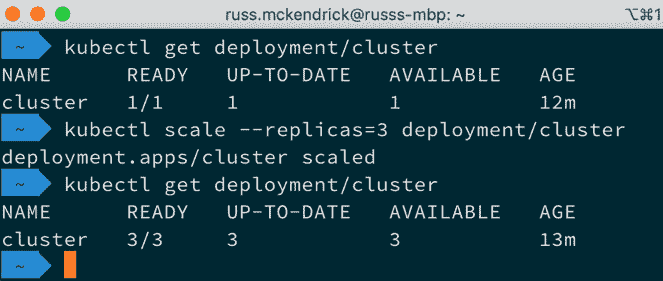 russ.mckendrick@russs-mbp: ~ ⌥⌘1
~ kubectl get deployment/cluster
NAME READY UP-TO-DATE AVAILABLE AGE
cluster 1/1 1 1 12m
~ kubectl scale --replicas=3 deployment/cluster
deployment.apps/cluster scaled
~ kubectl get deployment/cluster
NAME READY UP-TO-DATE AVAILABLE AGE
cluster 3/3 3 3 13m
~